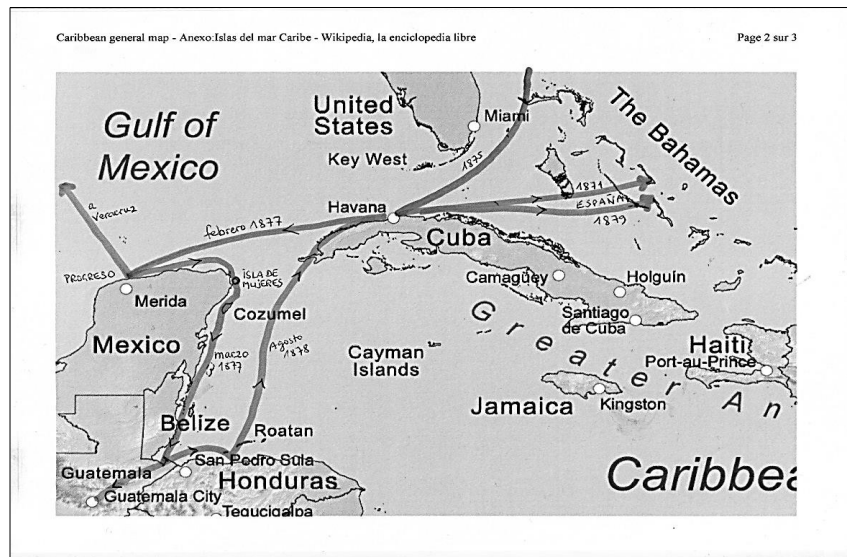 Caribbean general map - Anexo:Islas del mar Caribe - Wikipedia, la enciclopedia libre
Page 2 sur 3
Gulf of
Mexico
United
States
Miami
Key West
The Bahamas
1875
1871
ESPAÑA
1879
a
Veracruz
febrero 1877
Havana
Cuba
PROGRESO
ISLA DE
MUJERES
Merida
Camagüey
Holguín
Cozumel
Santiago
de Cuba
Mexico
marzo
1877
Agosto
1878
Cayman
Islands
Haiti
Port-au-Prince
Greater An
Jamaica
Kingston
Belize
Roatan
Guatemala
San Pedro Sula
Honduras
Guatemala City
Tegucigalpa
Caribbea